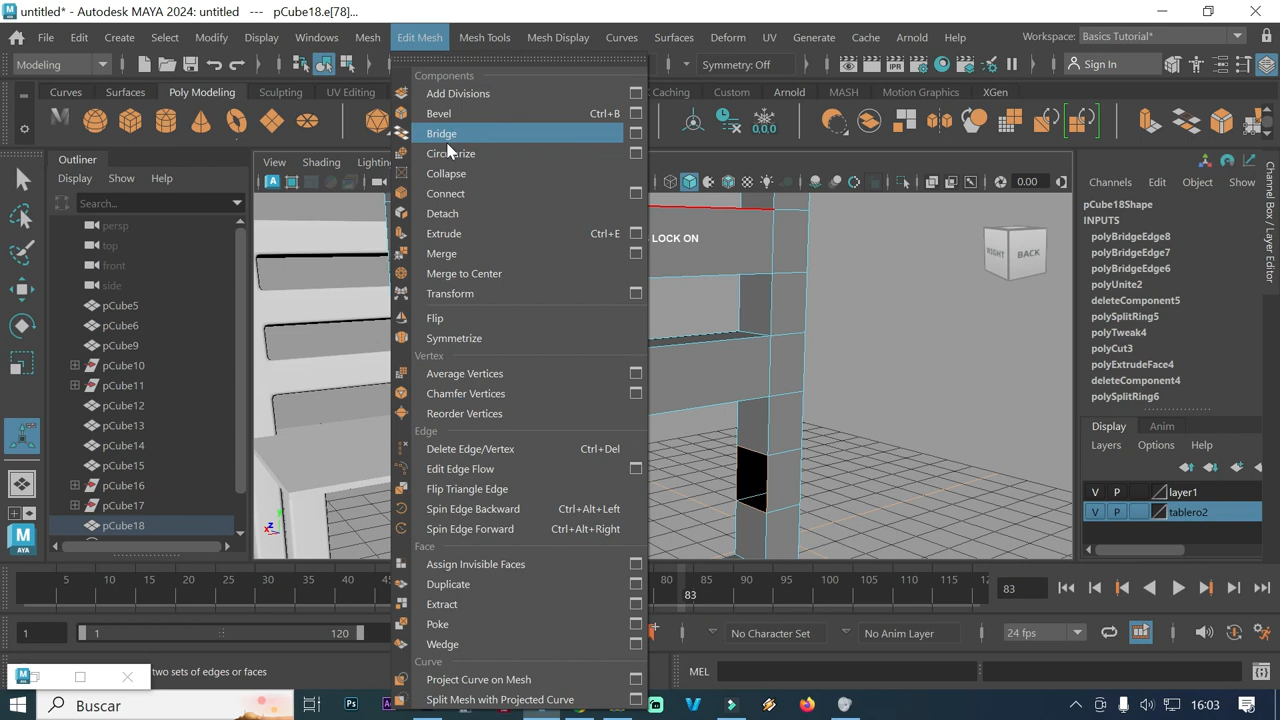 untitled* - Autodesk MAYA 2024: untitled --- pCube18.e[78]...
File Edit Create Select Modify Display Windows Mesh Edit Mesh Mesh Tools Mesh Display Curves Surfaces Deform UV Generate Cache Arnold Help Workspace: Basics Tutorial*
Modeling Symmetry: Off Sign In
Curves Surfaces Poly Modeling Sculpting UV Editing Caching Custom Arnold MASH Motion Graphics XGen
Outliner
Display Show Help
Search...
persp
top
front
side
pCube5
pCube6
pCube9
pCube10
pCube11
pCube12
pCube13
pCube14
pCube15
pCube16
pCube17
pCube18
View Shading
0.00
LOCK ON
RIGHT BACK
Components
Add Divisions
Bevel Ctrl+B
Bridge
Circularize
Collapse
Connect
Detach
Extrude Ctrl+E
Merge
Merge to Center
Transform
Flip
Symmetrize
Vertex
Average Vertices
Chamfer Vertices
Reorder Vertices
Edge
Delete Edge/Vertex Ctrl+Del
Edit Edge Flow
Flip Triangle Edge
Spin Edge Backward Ctrl+Alt+Left
Spin Edge Forward Ctrl+Alt+Right
Face
Assign Invisible Faces
Duplicate
Extract
Poke
Wedge
Curve
Project Curve on Mesh
Split Mesh with Projected Curve
Channels Edit Object Show
pCube18Shape
INPUTS
polyBridgeEdge8
polyBridgeEdge7
polyBridgeEdge6
polyUnite2
deleteComponent5
polySplitRing5
polyTweak4
polyCut3
polyExtrudeFace4
deleteComponent4
polySplitRing6
Channel Box / Layer Editor
Display Anim
Layers Options Help
V P layer1
V P tablero2
MAYA
5 10 15 20 25 30 35 40 80 85 90 95 100 105 110 115
83
83
1 1 120
No Character Set No Anim Layer 24 fps
two sets of edges or faces
MEL
Buscar
Ps
16:03